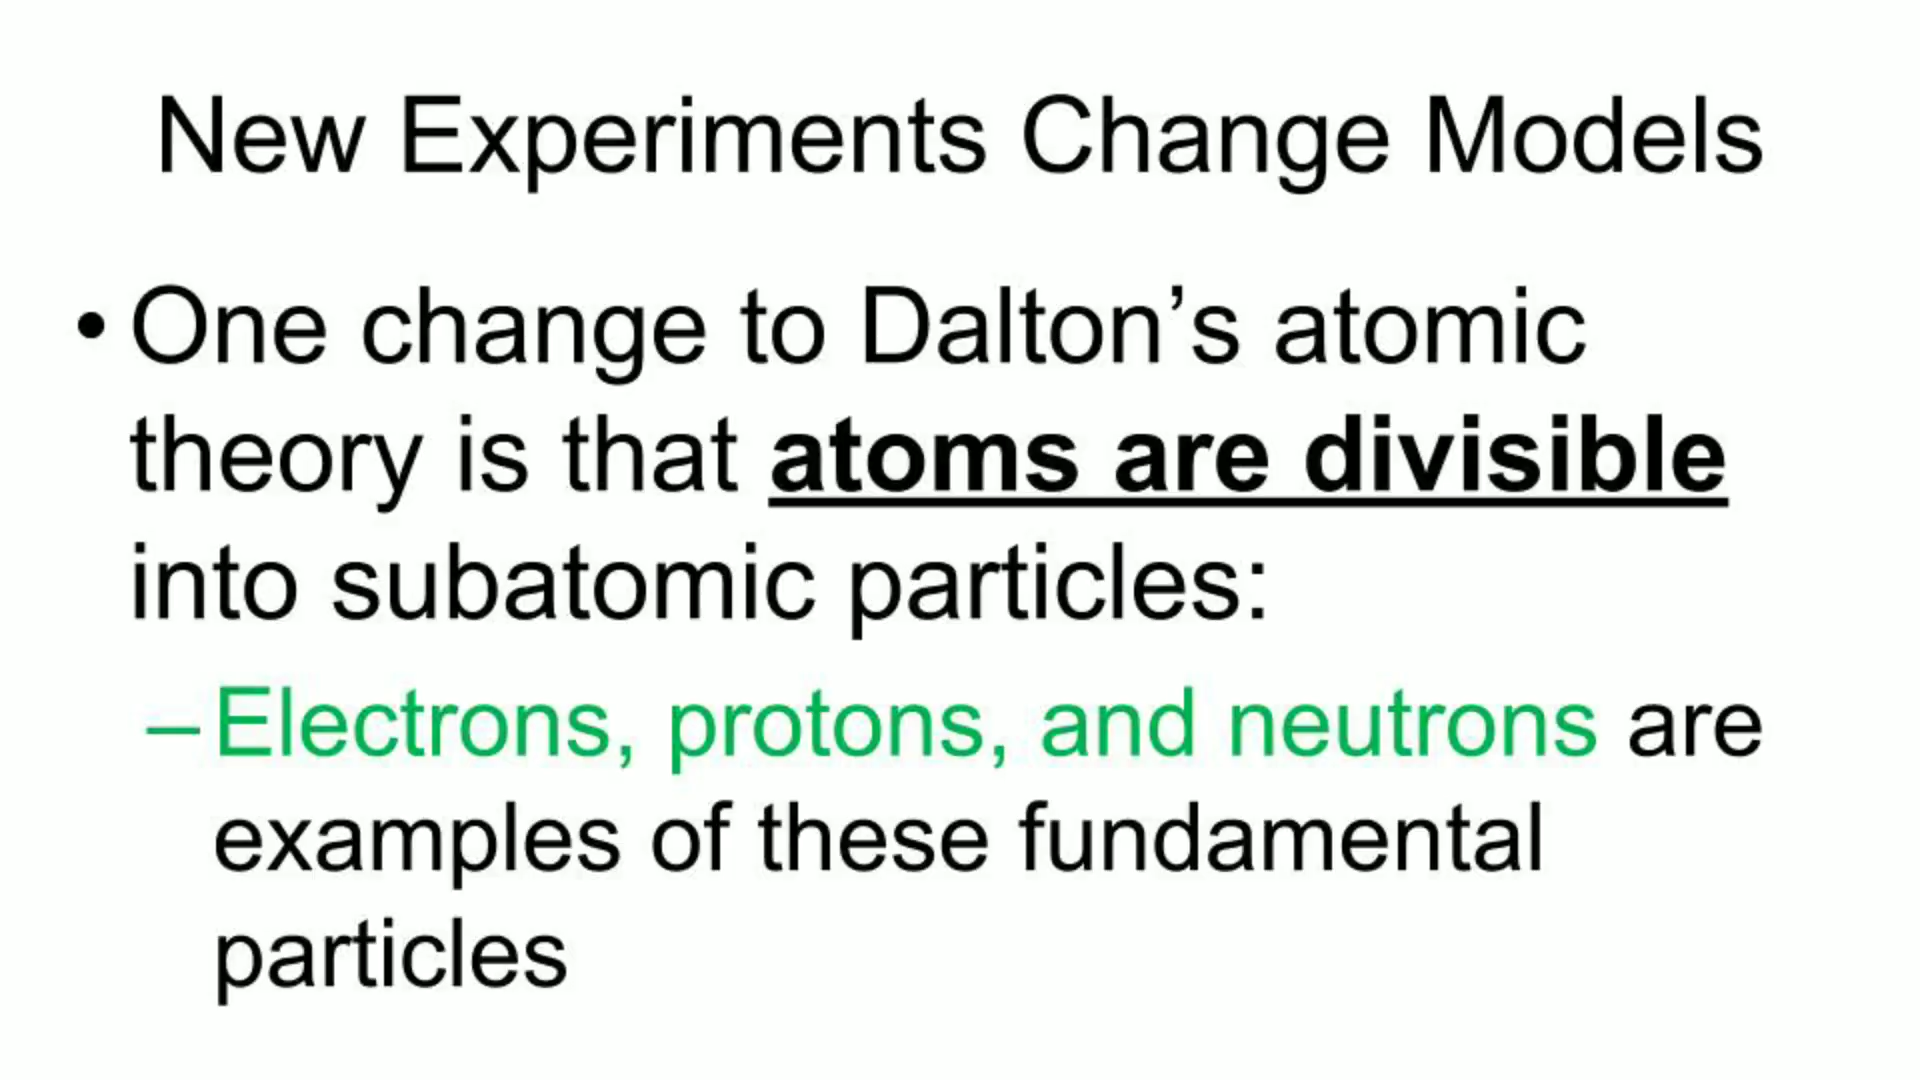 New Experiments Change Models
• One change to Dalton’s atomic
theory is that atoms are divisible
into subatomic particles:
– Electrons, protons, and neutrons are
examples of these fundamental
particles